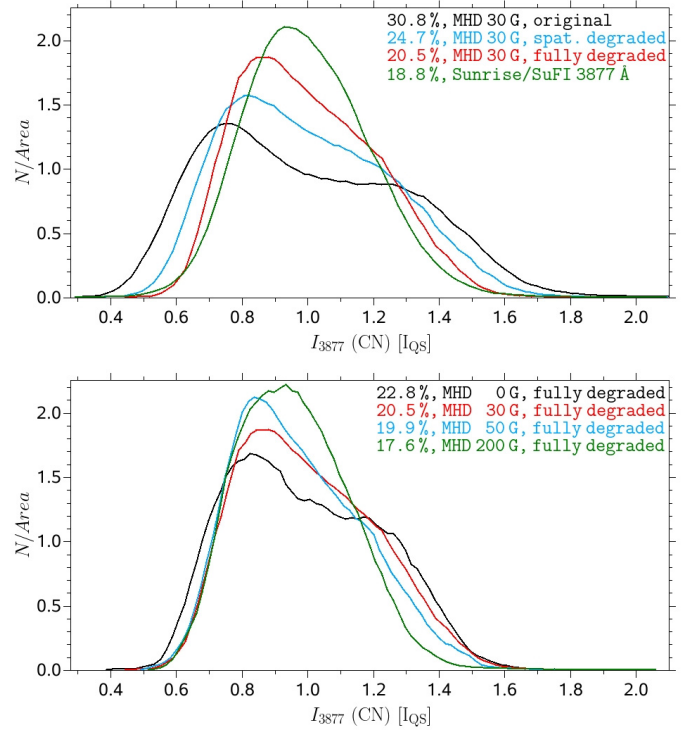 30.8%, MHD 30 G, original
24.7%, MHD 30 G, spat. degraded
20.5%, MHD 30 G, fully degraded
18.8%, Sunrise/SuFI 3877 Å
2.0
1.5
1.0
0.5
0.0
N/Area
0.4 0.6 0.8 1.0 1.2 1.4 1.6 1.8 2.0
I3877 (CN) [IQS]
22.8%, MHD 0 G, fully degraded
20.5%, MHD 30 G, fully degraded
19.9%, MHD 50 G, fully degraded
17.6%, MHD 200 G, fully degraded
2.0
1.5
1.0
0.5
0.0
N/Area
0.4 0.6 0.8 1.0 1.2 1.4 1.6 1.8 2.0
I3877 (CN) [IQS]